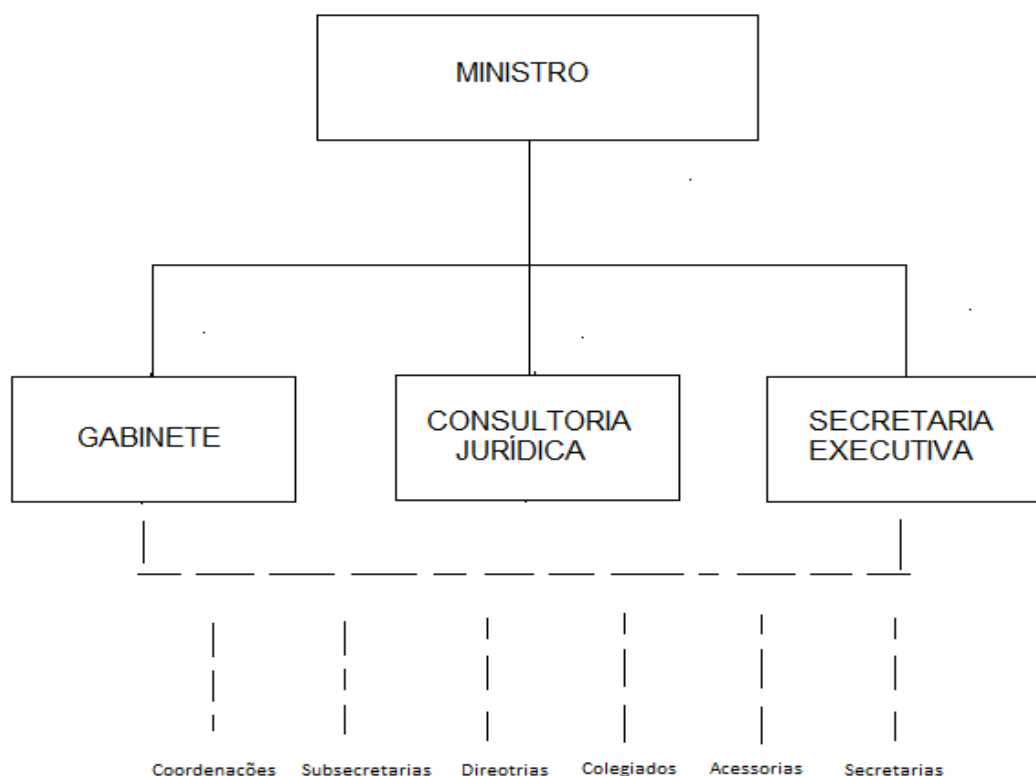 MINISTRO
GABINETE
CONSULTORIA
JURÍDICA
SECRETARIA
EXECUTIVA
Coordenações
Subsecretarias
Direotrias
Colegiados
Acessorias
Secretarias